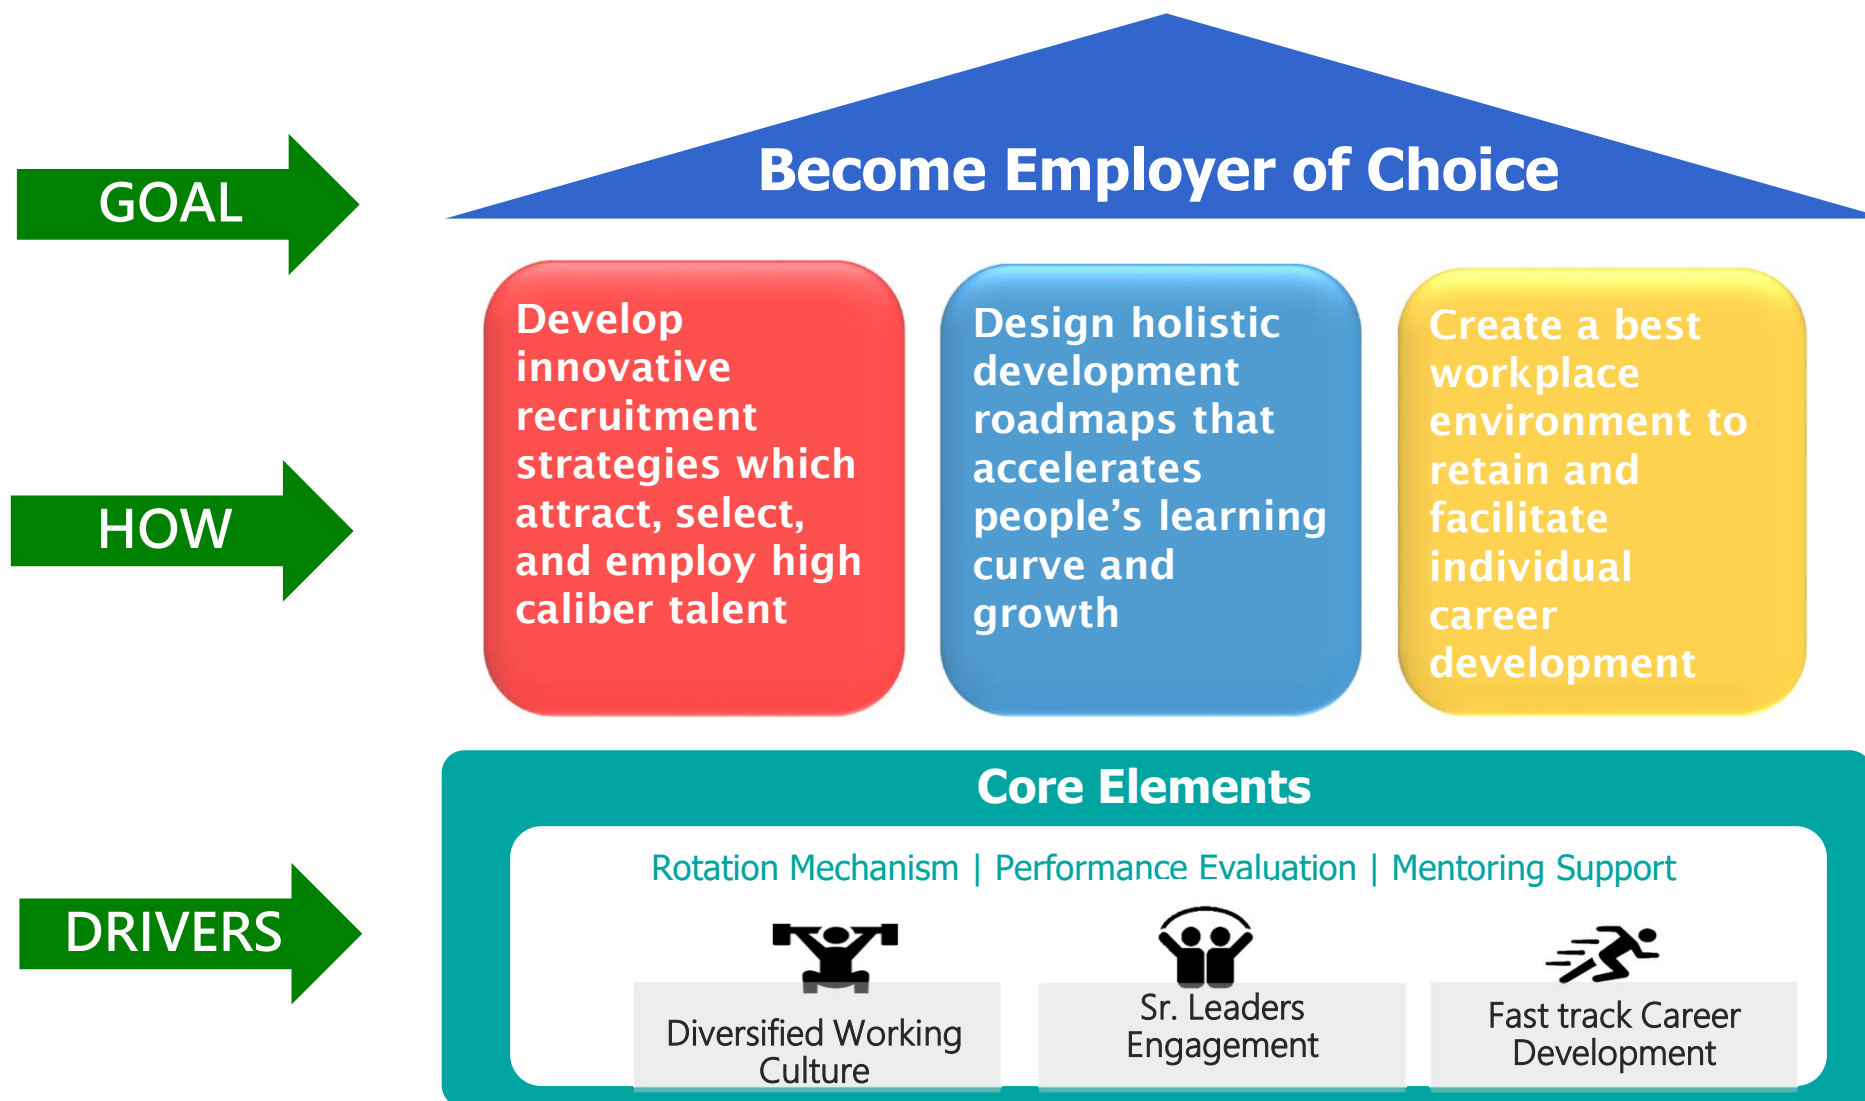 GOAL
Become Employer of Choice
HOW
Develop
innovative
recruitment
strategies which
attract, select,
and employ high
caliber talent
Design holistic
development
roadmaps that
accelerates
people’s learning
curve and
growth
Create a best
workplace
environment to
retain and
facilitate
individual
career
development
DRIVERS
Core Elements
Rotation Mechanism | Performance Evaluation | Mentoring Support
Diversified Working
Culture
Sr. Leaders
Engagement
Fast track Career
Development